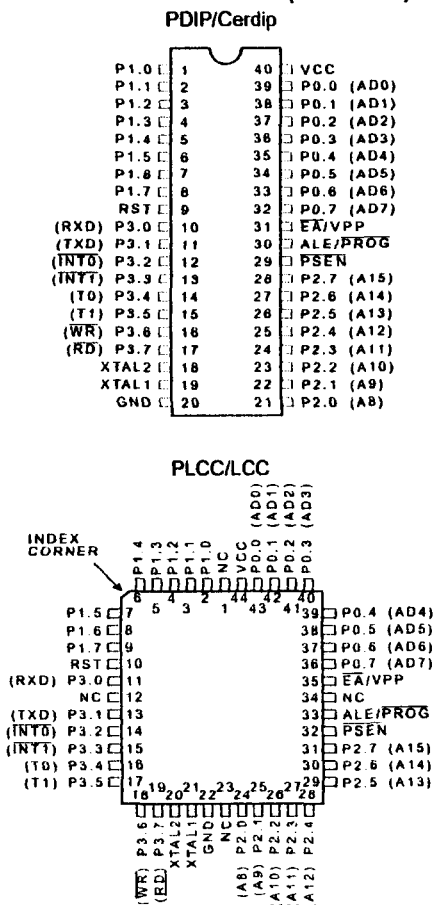 PDIP/Cerdip
P1.0 1 40 VCC
P1.1 2 39 P0.0 (AD0)
P1.2 3 38 P0.1 (AD1)
P1.3 4 37 P0.2 (AD2)
P1.4 5 36 P0.3 (AD3)
P1.5 6 35 P0.4 (AD4)
P1.6 7 34 P0.5 (AD5)
P1.7 8 33 P0.6 (AD6)
RST 9 32 P0.7 (AD7)
(RXD) P3.0 10 31 EA/VPP
(TXD) P3.1 11 30 ALE/PROG
(INT0) P3.2 12 29 PSEN
(INT1) P3.3 13 28 P2.7 (A15)
(T0) P3.4 14 27 P2.6 (A14)
(T1) P3.5 15 26 P2.5 (A13)
(WR) P3.6 16 25 P2.4 (A12)
(RD) P3.7 17 24 P2.3 (A11)
XTAL2 18 23 P2.2 (A10)
XTAL1 19 22 P2.1 (A9)
GND 20 21 P2.0 (A8)
PLCC/LCC
INDEX
CORNER
P1.4
P1.3
P1.2
P1.1
P1.0
NC
VCC
P0.0 (AD0)
P0.1 (AD1)
P0.2 (AD2)
P0.3 (AD3)
6 5 4 3 2 1 44 43 42 41 40
P1.5 7 39 P0.4 (AD4)
P1.6 8 38 P0.5 (AD5)
P1.7 9 37 P0.6 (AD6)
RST 10 36 P0.7 (AD7)
(RXD) P3.0 11 35 EA/VPP
NC 12 34 NC
(TXD) P3.1 13 33 ALE/PROG
(INT0) P3.2 14 32 PSEN
(INT1) P3.3 15 31 P2.7 (A15)
(T0) P3.4 16 30 P2.6 (A14)
(T1) P3.5 17 29 P2.5 (A13)
18 19 20 21 22 23 24 25 26 27 28
(WR) P3.6
(RD) P3.7
XTAL2
XTAL1
GND
NC
(A8) P2.0
(A9) P2.1
(A10) P2.2
(A11) P2.3
(A12) P2.4